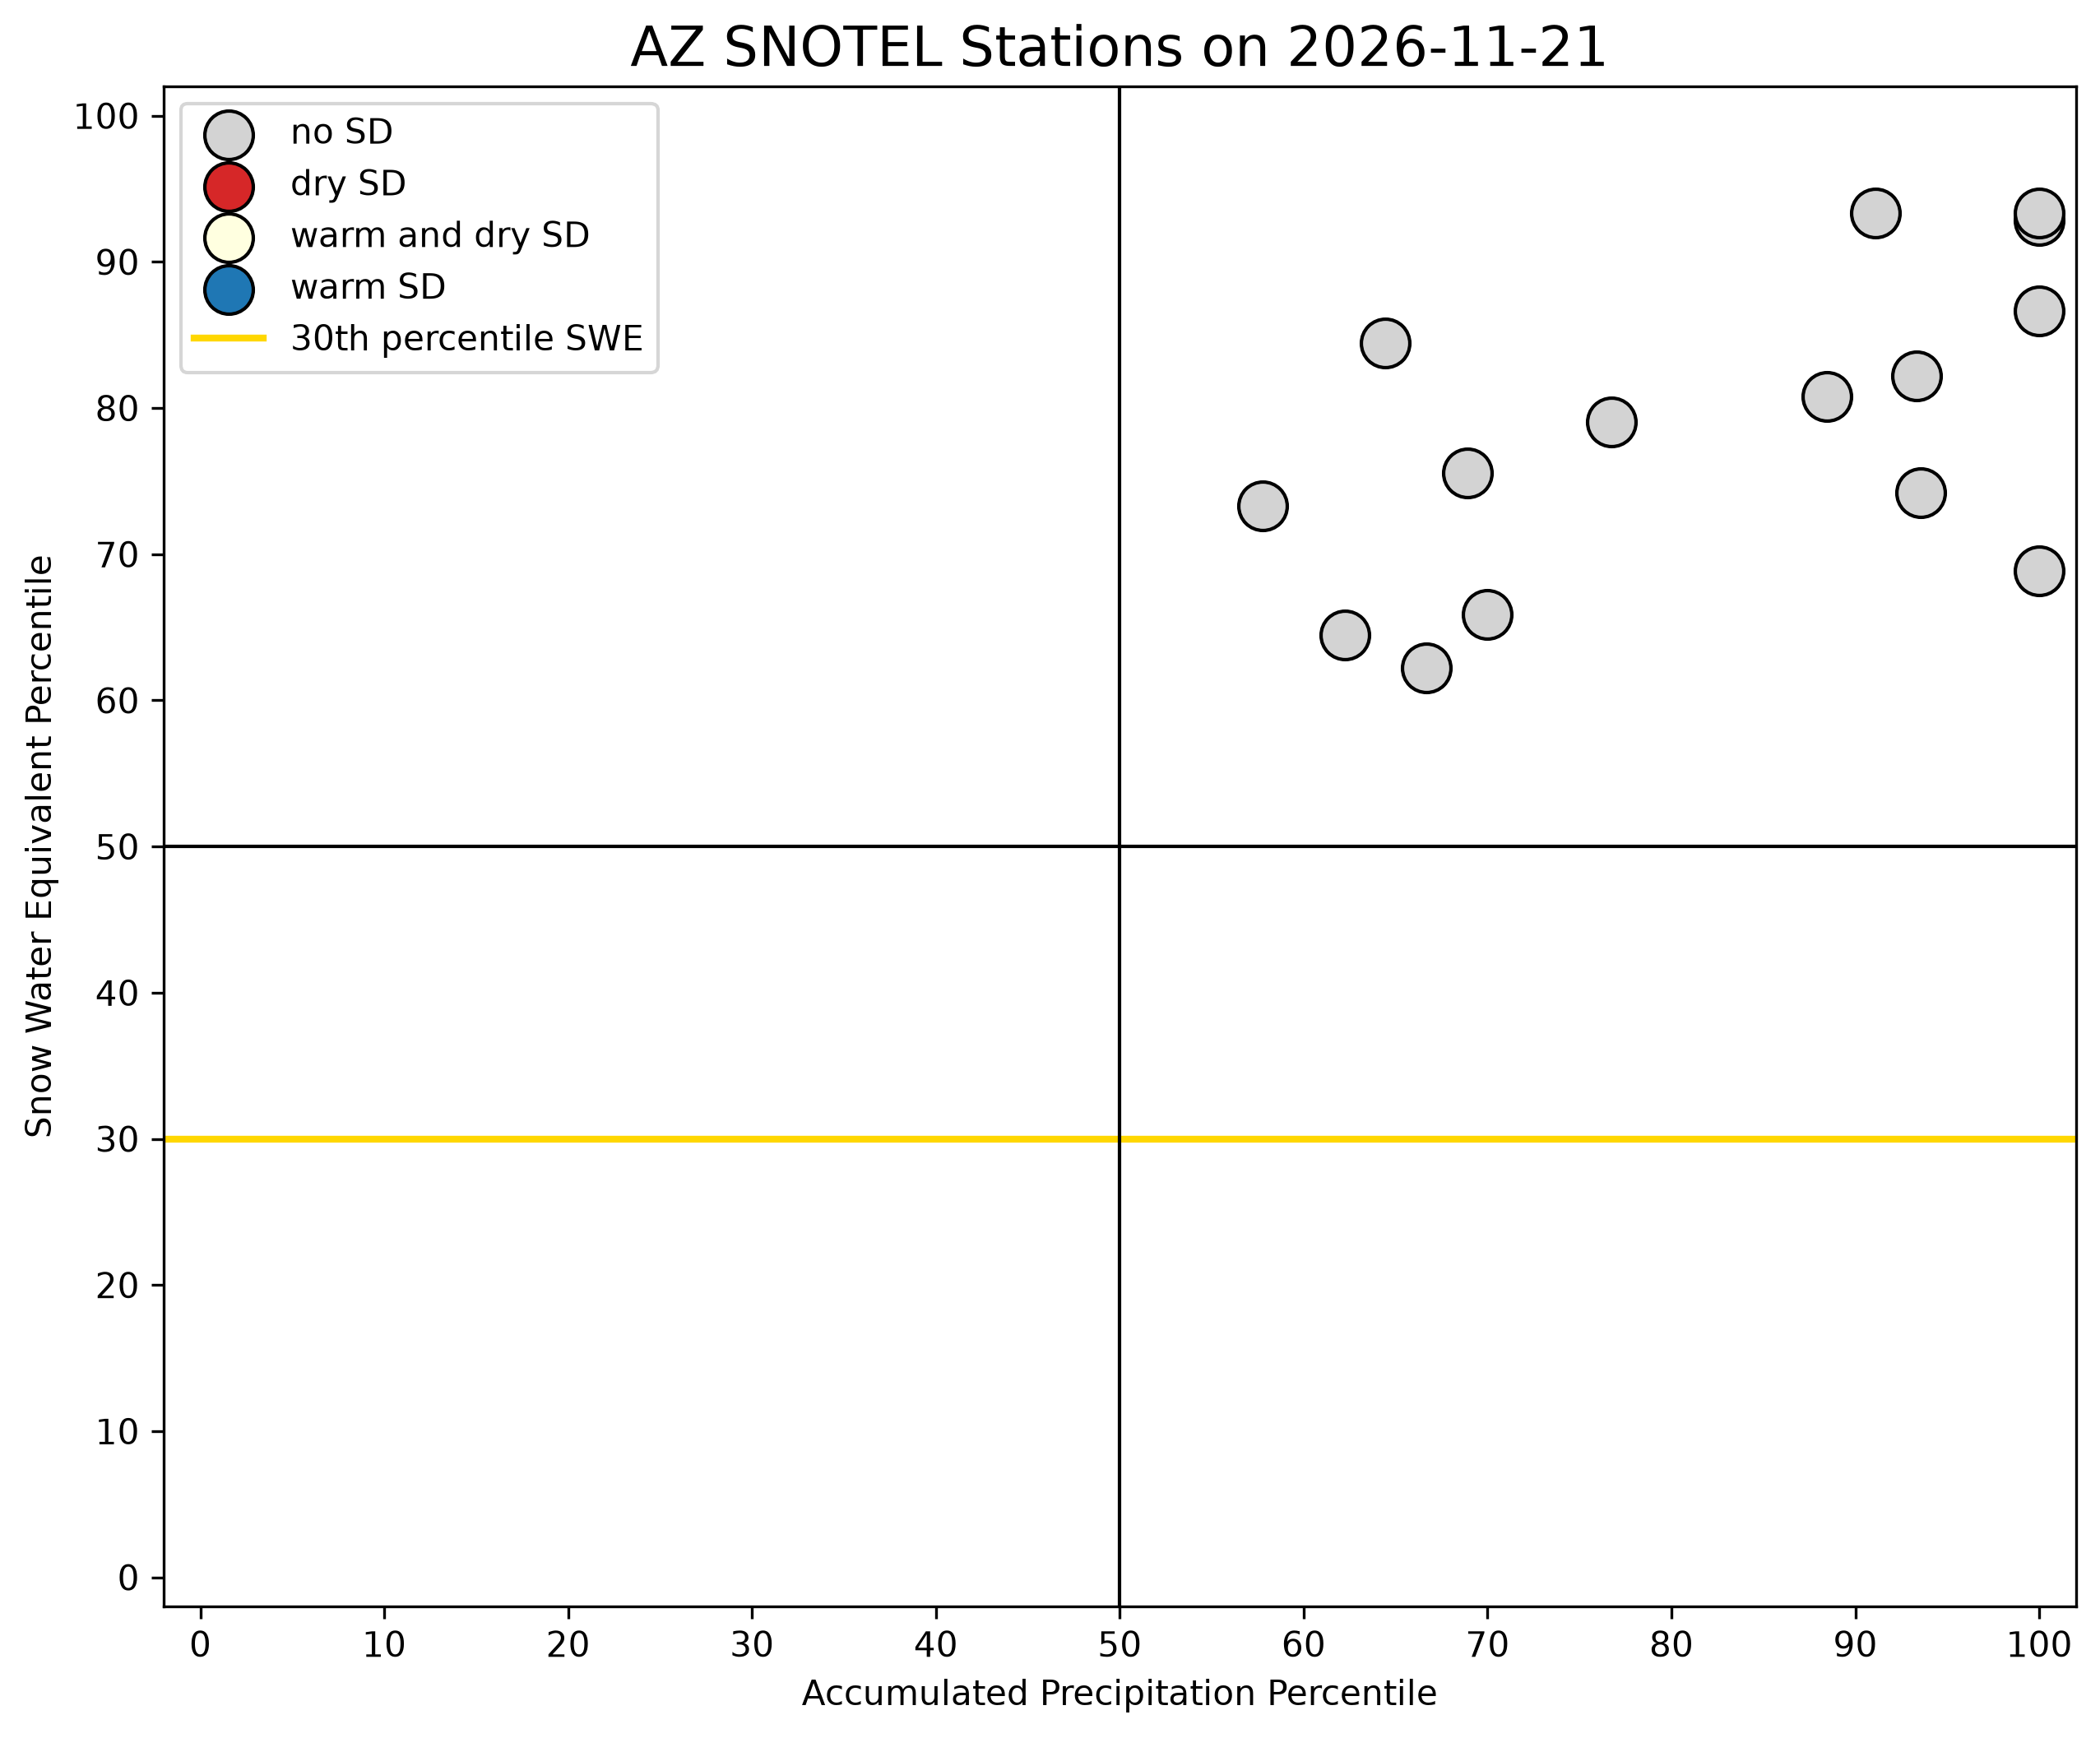 AZ SNOTEL Stations on 2026-11-21
no SD
dry SD
warm and dry SD
warm SD
30th percentile SWE
100
90
80
70
60
50
40
30
20
10
0
Snow Water Equivalent Percentile
0 10 20 30 40 50 60 70 80 90 100
Accumulated Precipitation Percentile